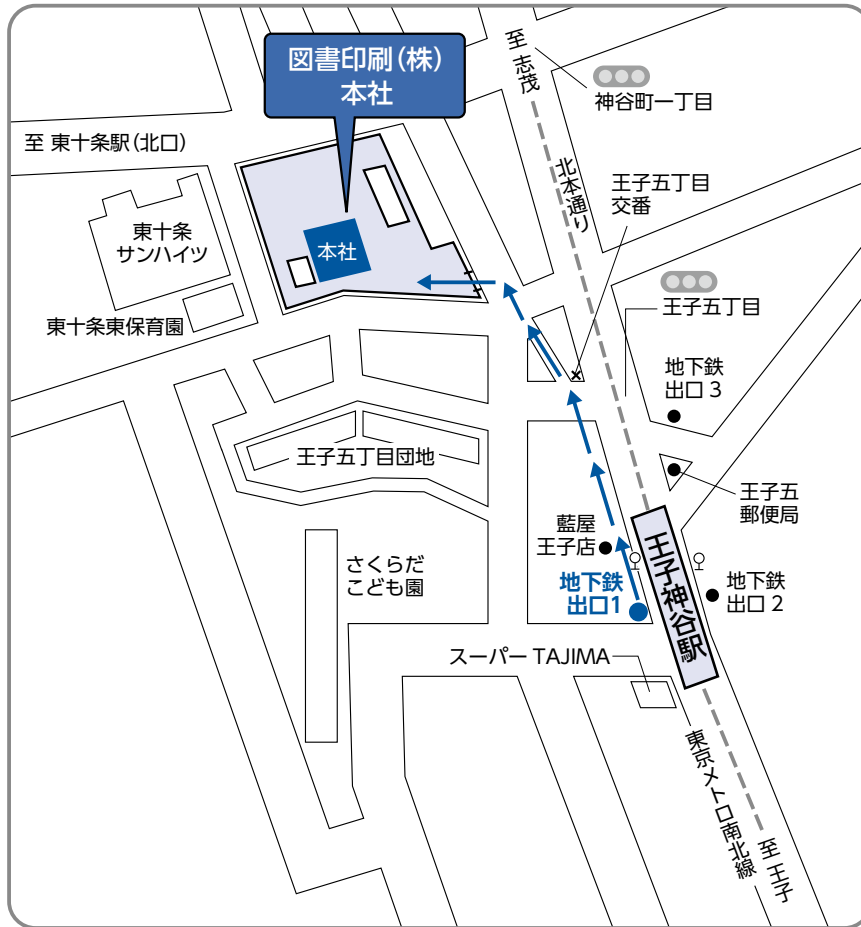 図書印刷(株)
本社
至 志茂
神谷町一丁目
至 東十条駅(北口)
北本通り
王子五丁目
交番
東十条
サンハイツ
本社
王子五丁目
東十条東保育園
地下鉄
出口3
王子五丁目団地
王子五
郵便局
藍屋
王子店
さくらだ
こども園
地下鉄
出口1
王子神谷駅
地下鉄
出口2
スーパー TAJIMA
東京メトロ南北線
至 王子